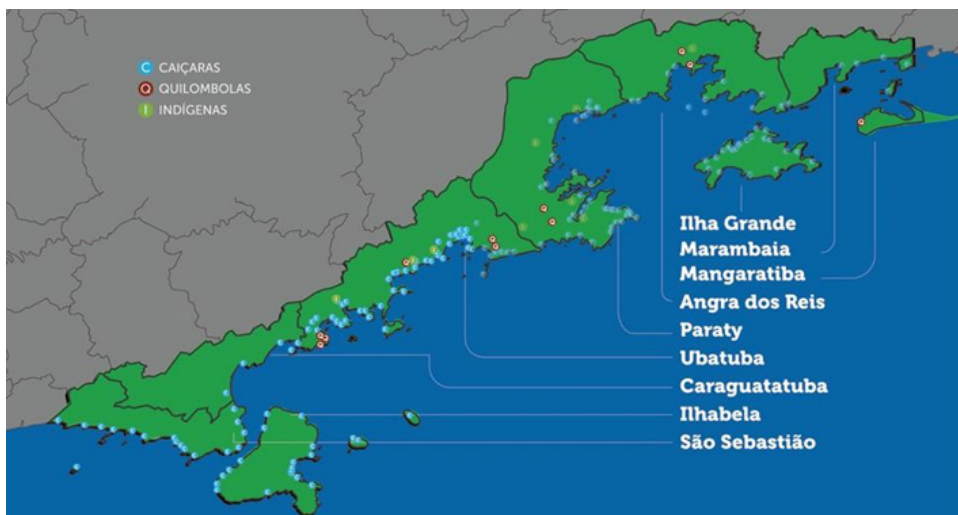 C CAIÇARAS
Q QUILOMBOLAS
I INDÍGENAS
Ilha Grande
Marambaia
Mangaratiba
Angra dos Reis
Paraty
Ubatuba
Caraguatatuba
Ilhabela
São Sebastião